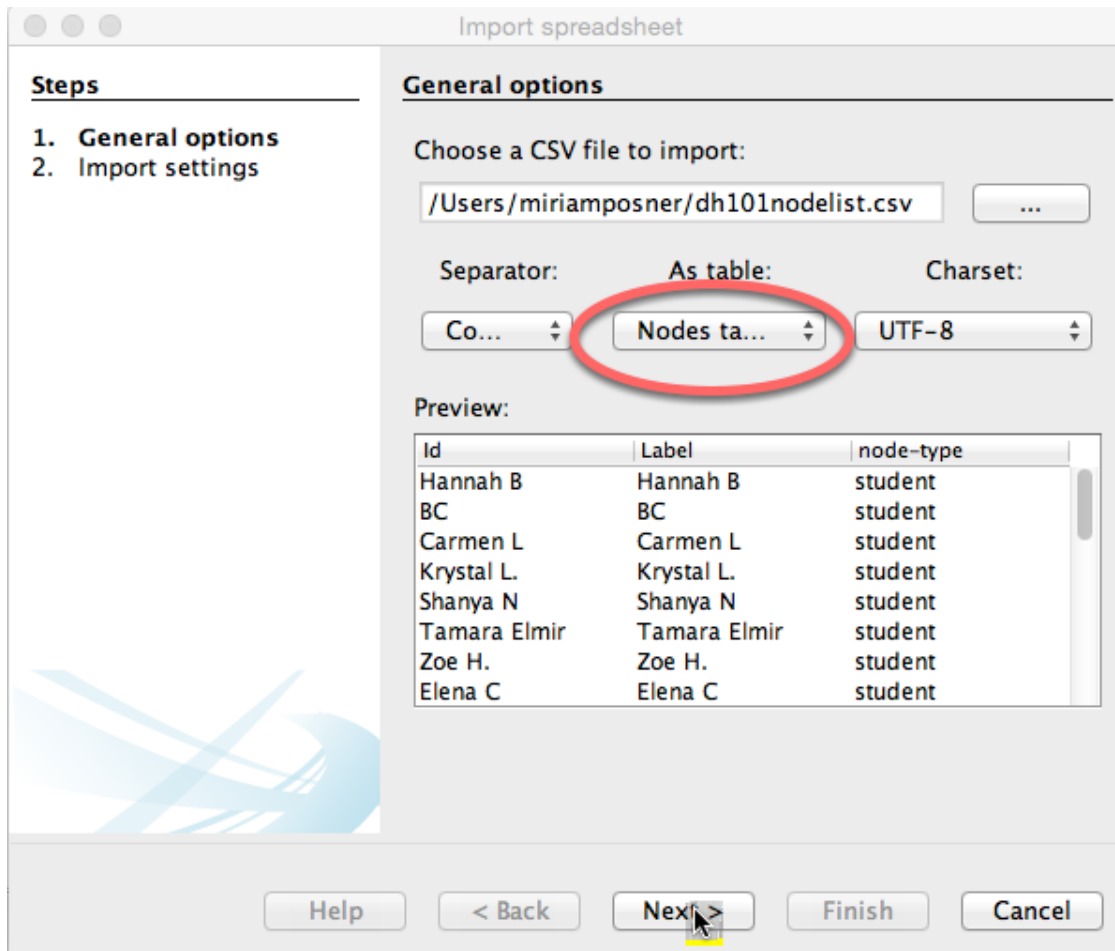 Import spreadsheet
Steps
1. General options
2. Import settings
General options
Choose a CSV file to import:
/Users/miriamposner/dh101nodelist.csv ...
Separator: As table: Charset:
Co... Nodes ta... UTF-8
Preview:
Id Label node-type
Hannah B Hannah B student
BC BC student
Carmen L Carmen L student
Krystal L. Krystal L. student
Shanya N Shanya N student
Tamara Elmir Tamara Elmir student
Zoe H. Zoe H. student
Elena C Elena C student
Help < Back Next > Finish Cancel